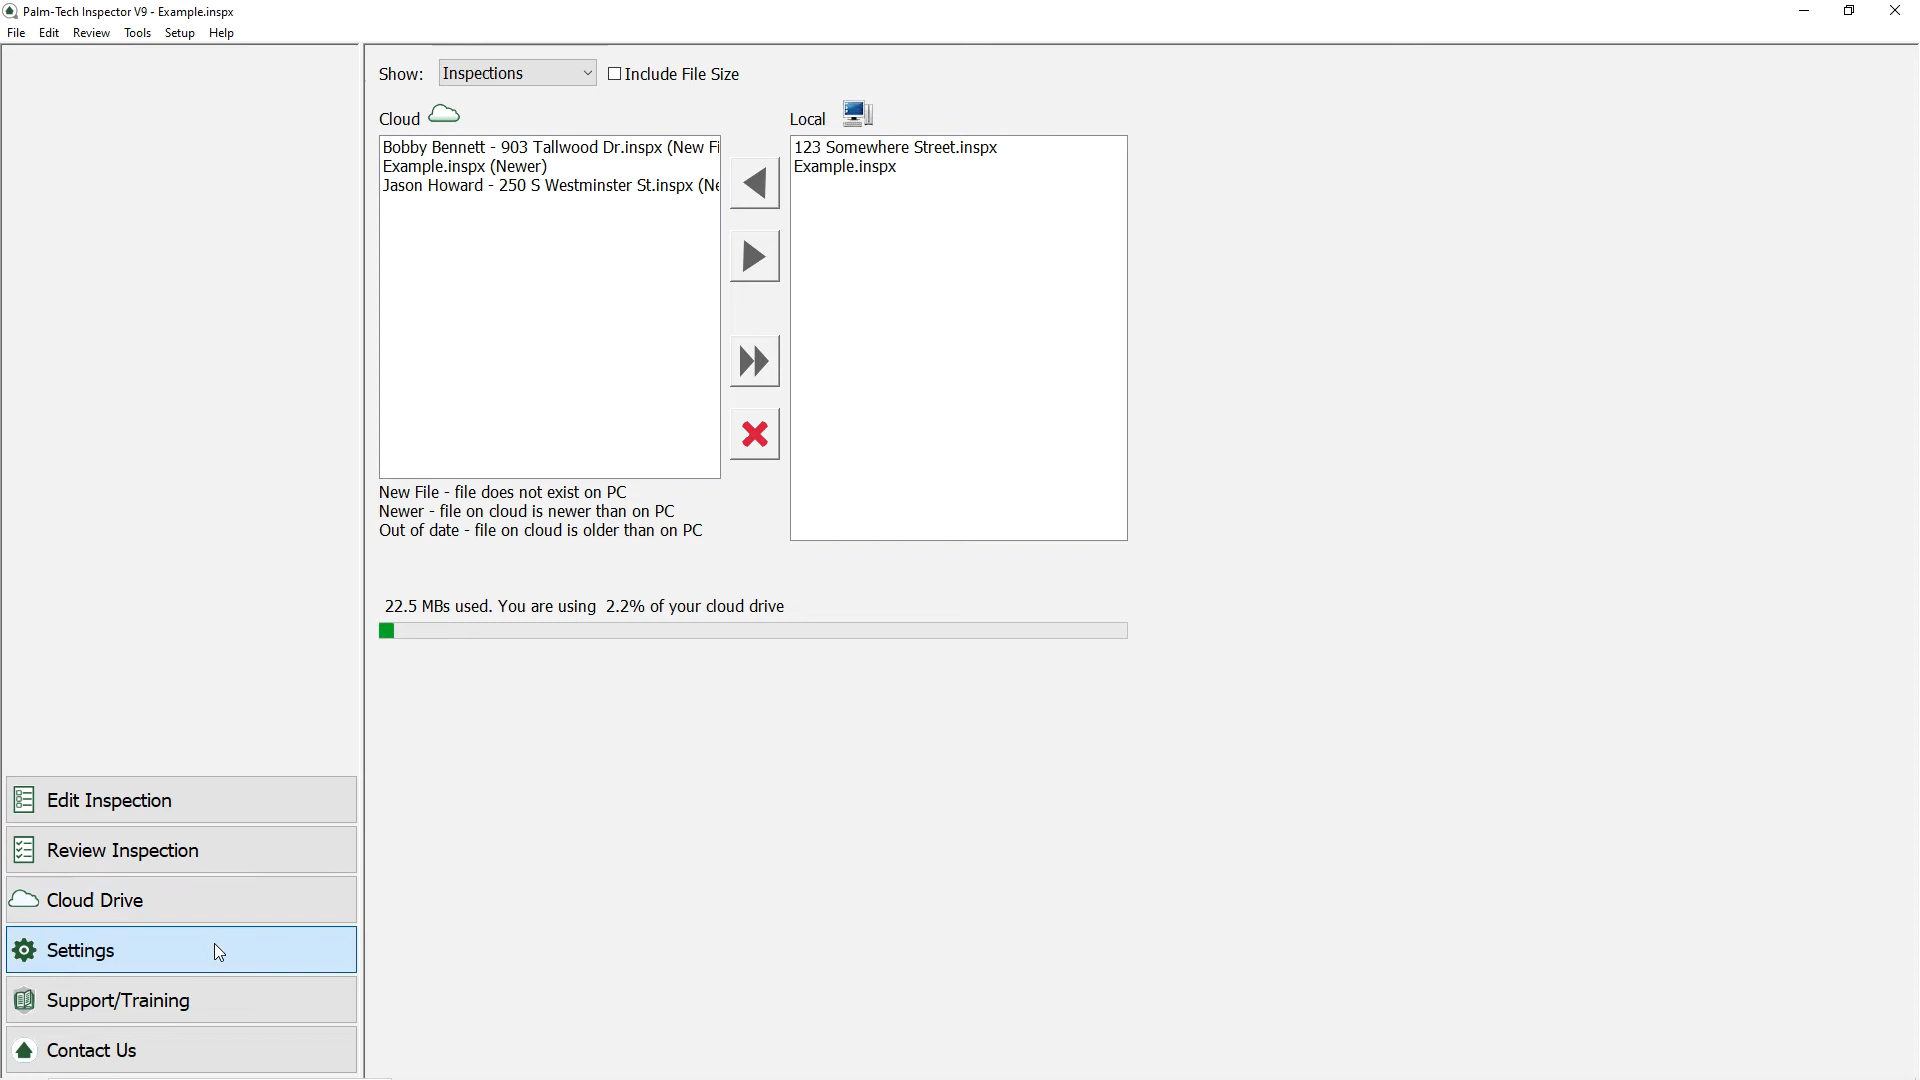 Palm-Tech Inspector V9 - Example.inspx
File Edit Review Tools Setup Help
Show: Inspections Include File Size
Cloud
Local
Bobby Bennett - 903 Tallwood Dr.inspx (New Fi
Example.inspx (Newer)
Jason Howard - 250 S Westminster St.inspx (Ne
123 Somewhere Street.inspx
Example.inspx
New File - file does not exist on PC
Newer - file on cloud is newer than on PC
Out of date - file on cloud is older than on PC
22.5 MBs used. You are using 2.2% of your cloud drive
Edit Inspection
Review Inspection
Cloud Drive
Settings
Support/Training
Contact Us